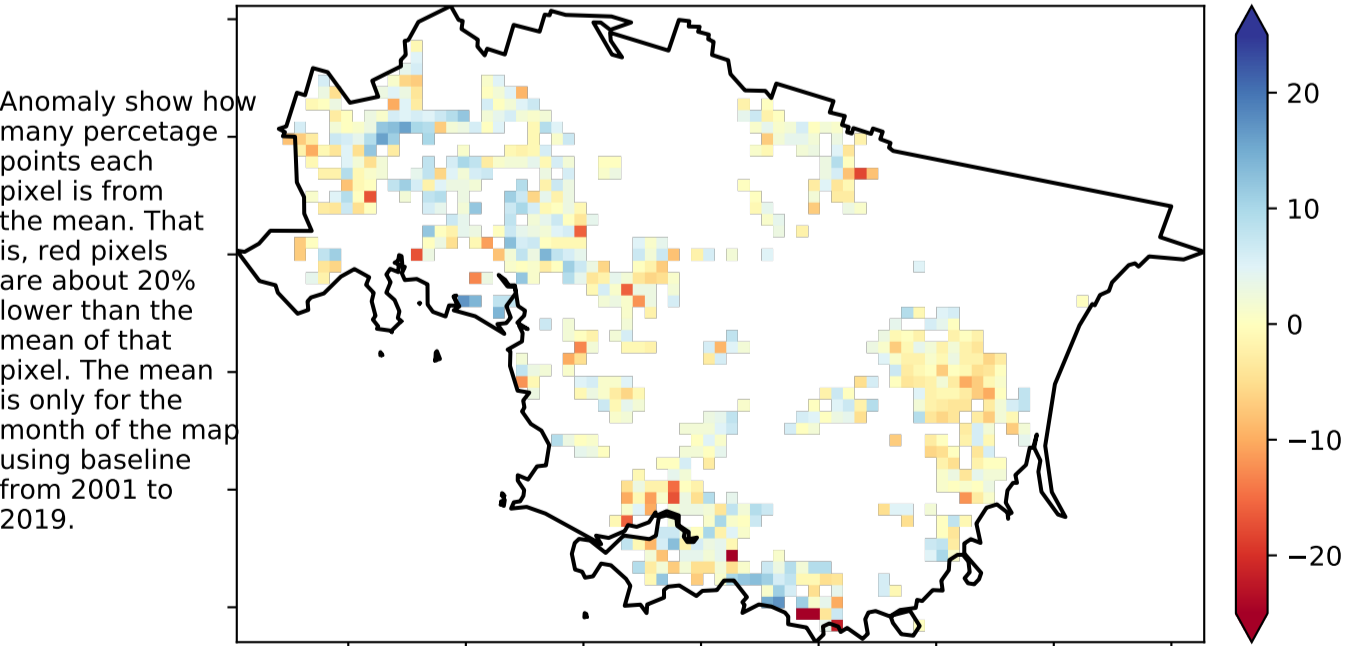 Anomaly show how
many percetage
points each
pixel is from
the mean. That
is, red pixels
are about 20%
lower than the
mean of that
pixel. The mean
is only for the
month of the map
using baseline
from 2001 to
2019.
20
10
0
−10
−20